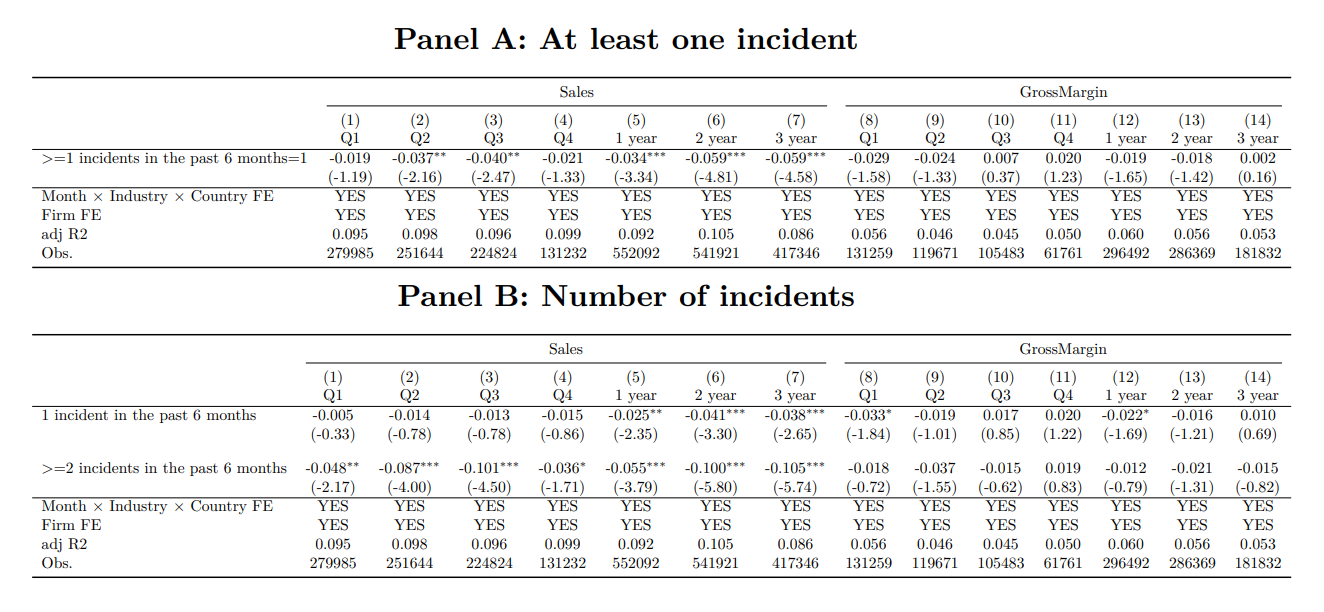 Panel A: At least one incident
Sales GrossMargin
(1) (2) (3) (4) (5) (6) (7) (8) (9) (10) (11) (12) (13) (14)
Q1 Q2 Q3 Q4 1 year 2 year 3 year Q1 Q2 Q3 Q4 1 year 2 year 3 year
>=1 incidents in the past 6 months=1 -0.019 -0.037** -0.040** -0.021 -0.034*** -0.059*** -0.059*** -0.029 -0.024 0.007 0.020 -0.019 -0.018 0.002
(-1.19) (-2.16) (-2.47) (-1.33) (-3.34) (-4.81) (-4.58) (-1.58) (-1.33) (0.37) (1.23) (-1.65) (-1.42) (0.16)
Month × Industry × Country FE YES YES YES YES YES YES YES YES YES YES YES YES YES YES
Firm FE YES YES YES YES YES YES YES YES YES YES YES YES YES YES
adj R2 0.095 0.098 0.096 0.099 0.092 0.105 0.086 0.056 0.046 0.045 0.050 0.060 0.056 0.053
Obs. 279985 251644 224824 131232 552092 541921 417346 131259 119671 105483 61761 296492 286369 181832
Panel B: Number of incidents
Sales GrossMargin
(1) (2) (3) (4) (5) (6) (7) (8) (9) (10) (11) (12) (13) (14)
Q1 Q2 Q3 Q4 1 year 2 year 3 year Q1 Q2 Q3 Q4 1 year 2 year 3 year
1 incident in the past 6 months -0.005 -0.014 -0.013 -0.015 -0.025** -0.041*** -0.038*** -0.033* -0.019 0.017 0.020 -0.022* -0.016 0.010
(-0.33) (-0.78) (-0.78) (-0.86) (-2.35) (-3.30) (-2.65) (-1.84) (-1.01) (0.85) (1.22) (-1.69) (-1.21) (0.69)
>=2 incidents in the past 6 months -0.048** -0.087*** -0.101*** -0.036* -0.055*** -0.100*** -0.105*** -0.018 -0.037 -0.015 0.019 -0.012 -0.021 -0.015
(-2.17) (-4.00) (-4.50) (-1.71) (-3.79) (-5.80) (-5.74) (-0.72) (-1.55) (-0.62) (0.83) (-0.79) (-1.31) (-0.82)
Month × Industry × Country FE YES YES YES YES YES YES YES YES YES YES YES YES YES YES
Firm FE YES YES YES YES YES YES YES YES YES YES YES YES YES YES
adj R2 0.095 0.098 0.096 0.099 0.092 0.105 0.086 0.056 0.046 0.045 0.050 0.060 0.056 0.053
Obs. 279985 251644 224824 131232 552092 541921 417346 131259 119671 105483 61761 296492 286369 181832